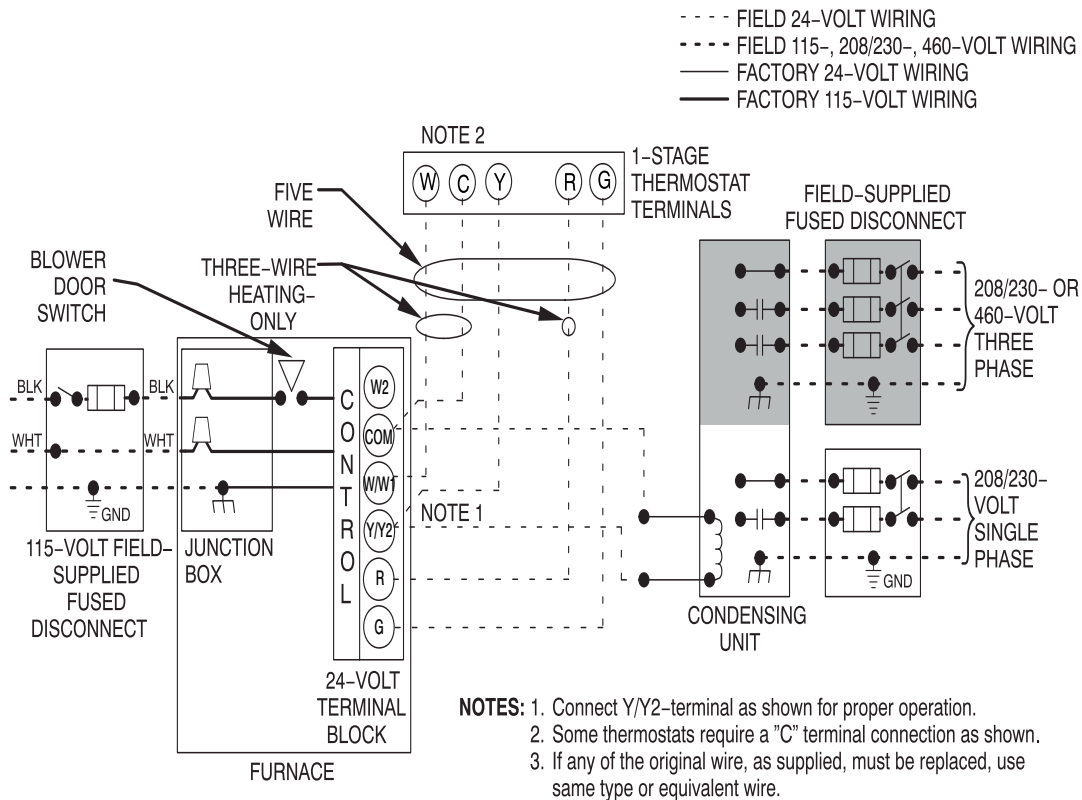 FIELD 24–VOLT WIRING
FIELD 115–, 208/230–, 460–VOLT WIRING
FACTORY 24–VOLT WIRING
FACTORY 115–VOLT WIRING
NOTE 2
W C Y R G
1–STAGE
THERMOSTAT
TERMINALS
FIVE
WIRE
THREE–WIRE
HEATING–
ONLY
BLOWER
DOOR
SWITCH
FIELD–SUPPLIED
FUSED DISCONNECT
208/230– OR
460–VOLT
THREE
PHASE
BLK
BLK
WHT
WHT
GND
CONTROL
W2
COM
W/W1
Y/Y2
R
G
NOTE 1
208/230–
VOLT
SINGLE
PHASE
GND
115–VOLT FIELD–
SUPPLIED
FUSED
DISCONNECT
JUNCTION
BOX
CONDENSING
UNIT
24–VOLT
TERMINAL
BLOCK
FURNACE
NOTES: 1. Connect Y/Y2–terminal as shown for proper operation.
2. Some thermostats require a ”C” terminal connection as shown.
3. If any of the original wire, as supplied, must be replaced, use
same type or equivalent wire.